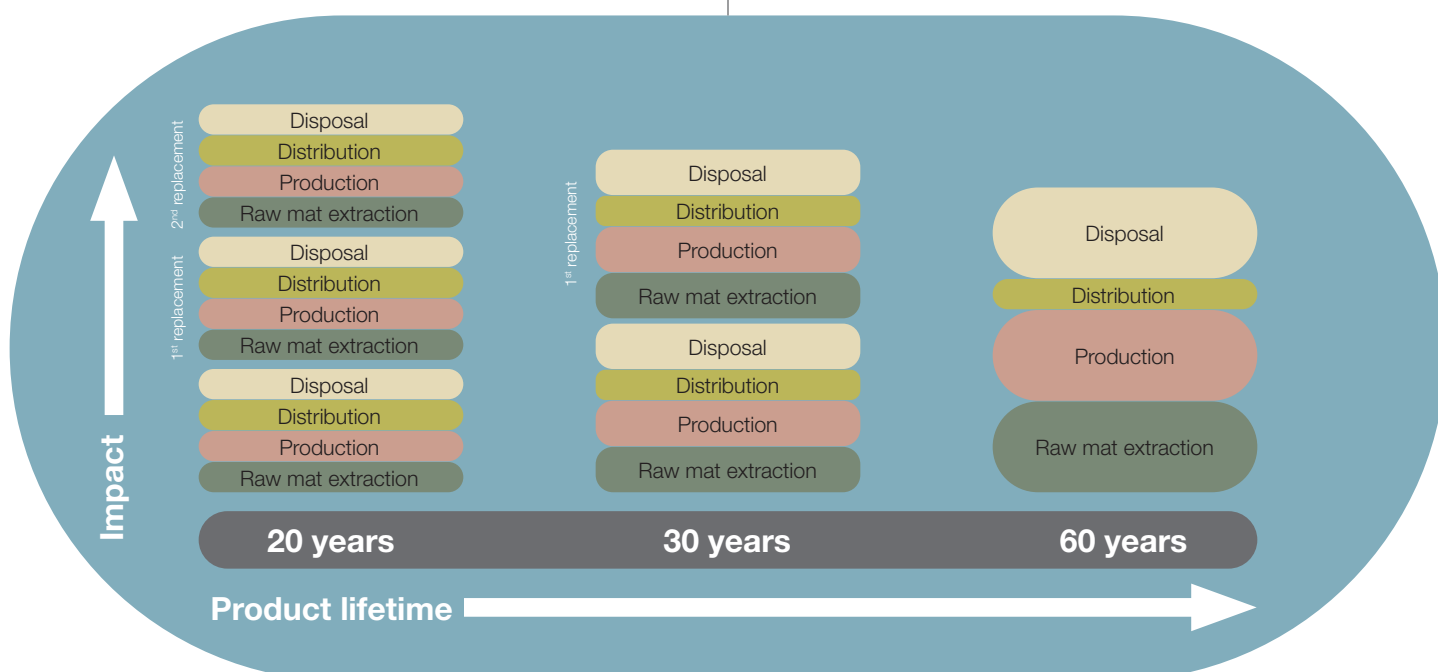 2nd replacement
Disposal
Distribution
Production
Raw mat extraction
1st replacement
Disposal
Distribution
Production
Raw mat extraction
Disposal
Distribution
Production
Raw mat extraction
1st replacement
Disposal
Distribution
Production
Raw mat extraction
Disposal
Distribution
Production
Raw mat extraction
Disposal
Distribution
Production
Raw mat extraction
Impact
20 years
30 years
60 years
Product lifetime